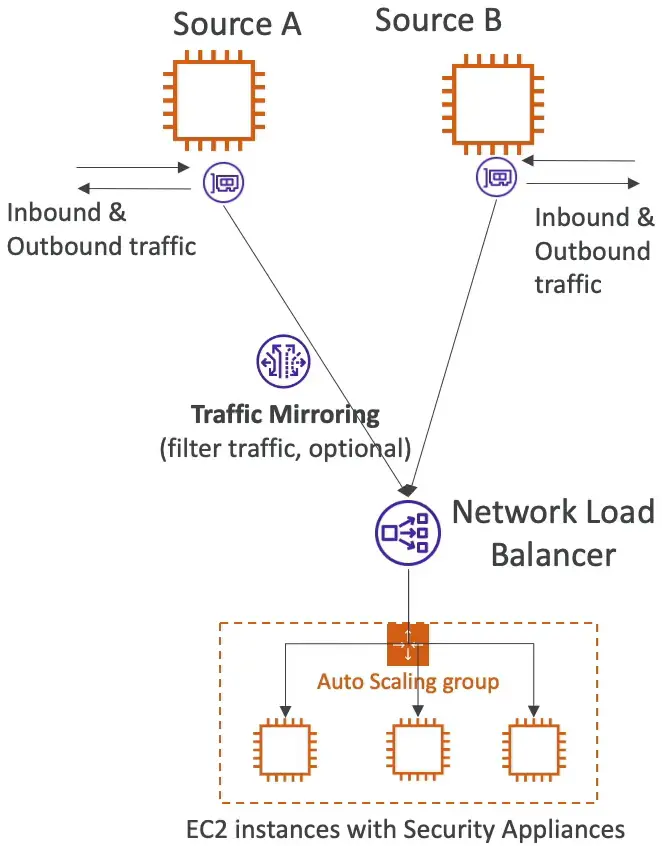 Source A
Source B
Inbound &
Outbound traffic
Inbound &
Outbound
traffic
Traffic Mirroring
(filter traffic, optional)
Network Load
Balancer
Auto Scaling group
EC2 instances with Security Appliances